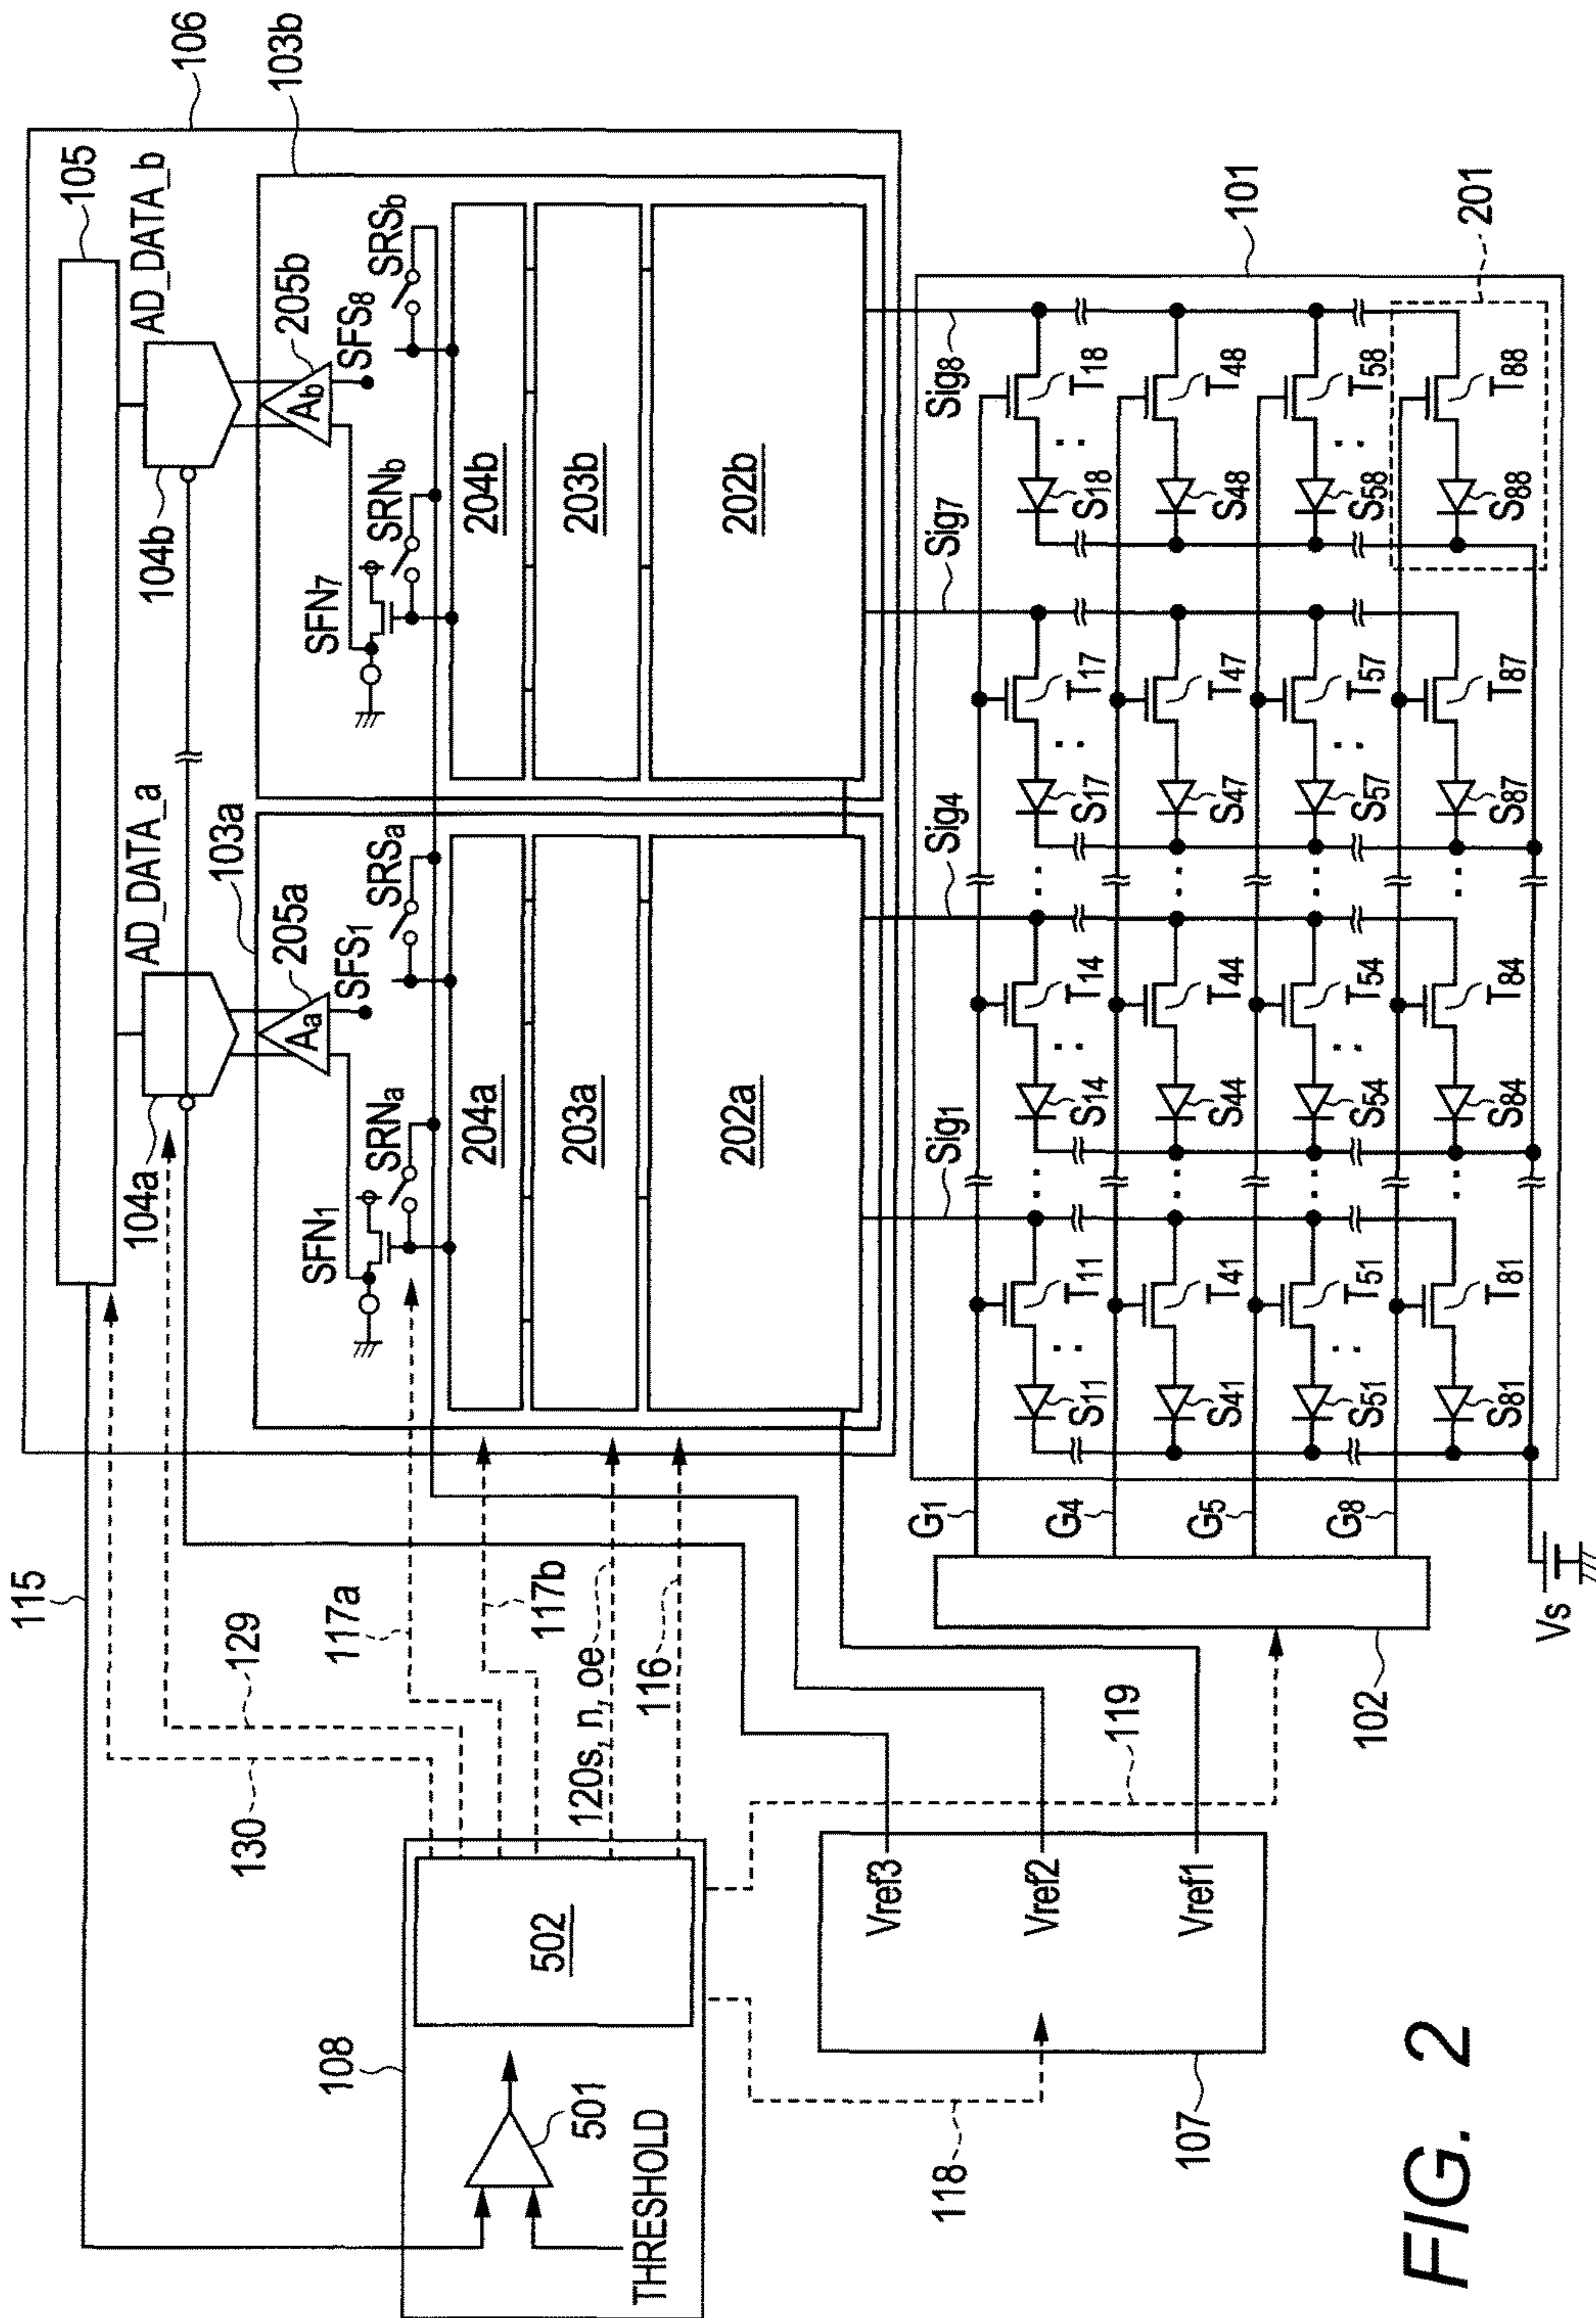 FIG. 2
106
105
103b
AD_DATA_b
104b
205b
Ab
SFS8
SRSb
SFN7
SRNb
204b
203b
202b
AD_DATA_a
103a
104a
205a
Aa
SFS1
SRSa
SFN1
SRNa
204a
203a
202a
115
130
129
117a
117b
120s, n, oe
116
108
502
501
THRESHOLD
118
119
107
Vref3
Vref2
Vref1
102
Vs
101
201
Sig1
Sig4
Sig7
Sig8
G1
G4
G5
G8
S11
T11
S14
T14
S17
T17
S18
T18
S41
T41
S44
T44
S47
T47
S48
T48
S51
T51
S54
T54
S57
T57
S58
T58
S81
T81
S84
T84
S87
T87
S88
T88